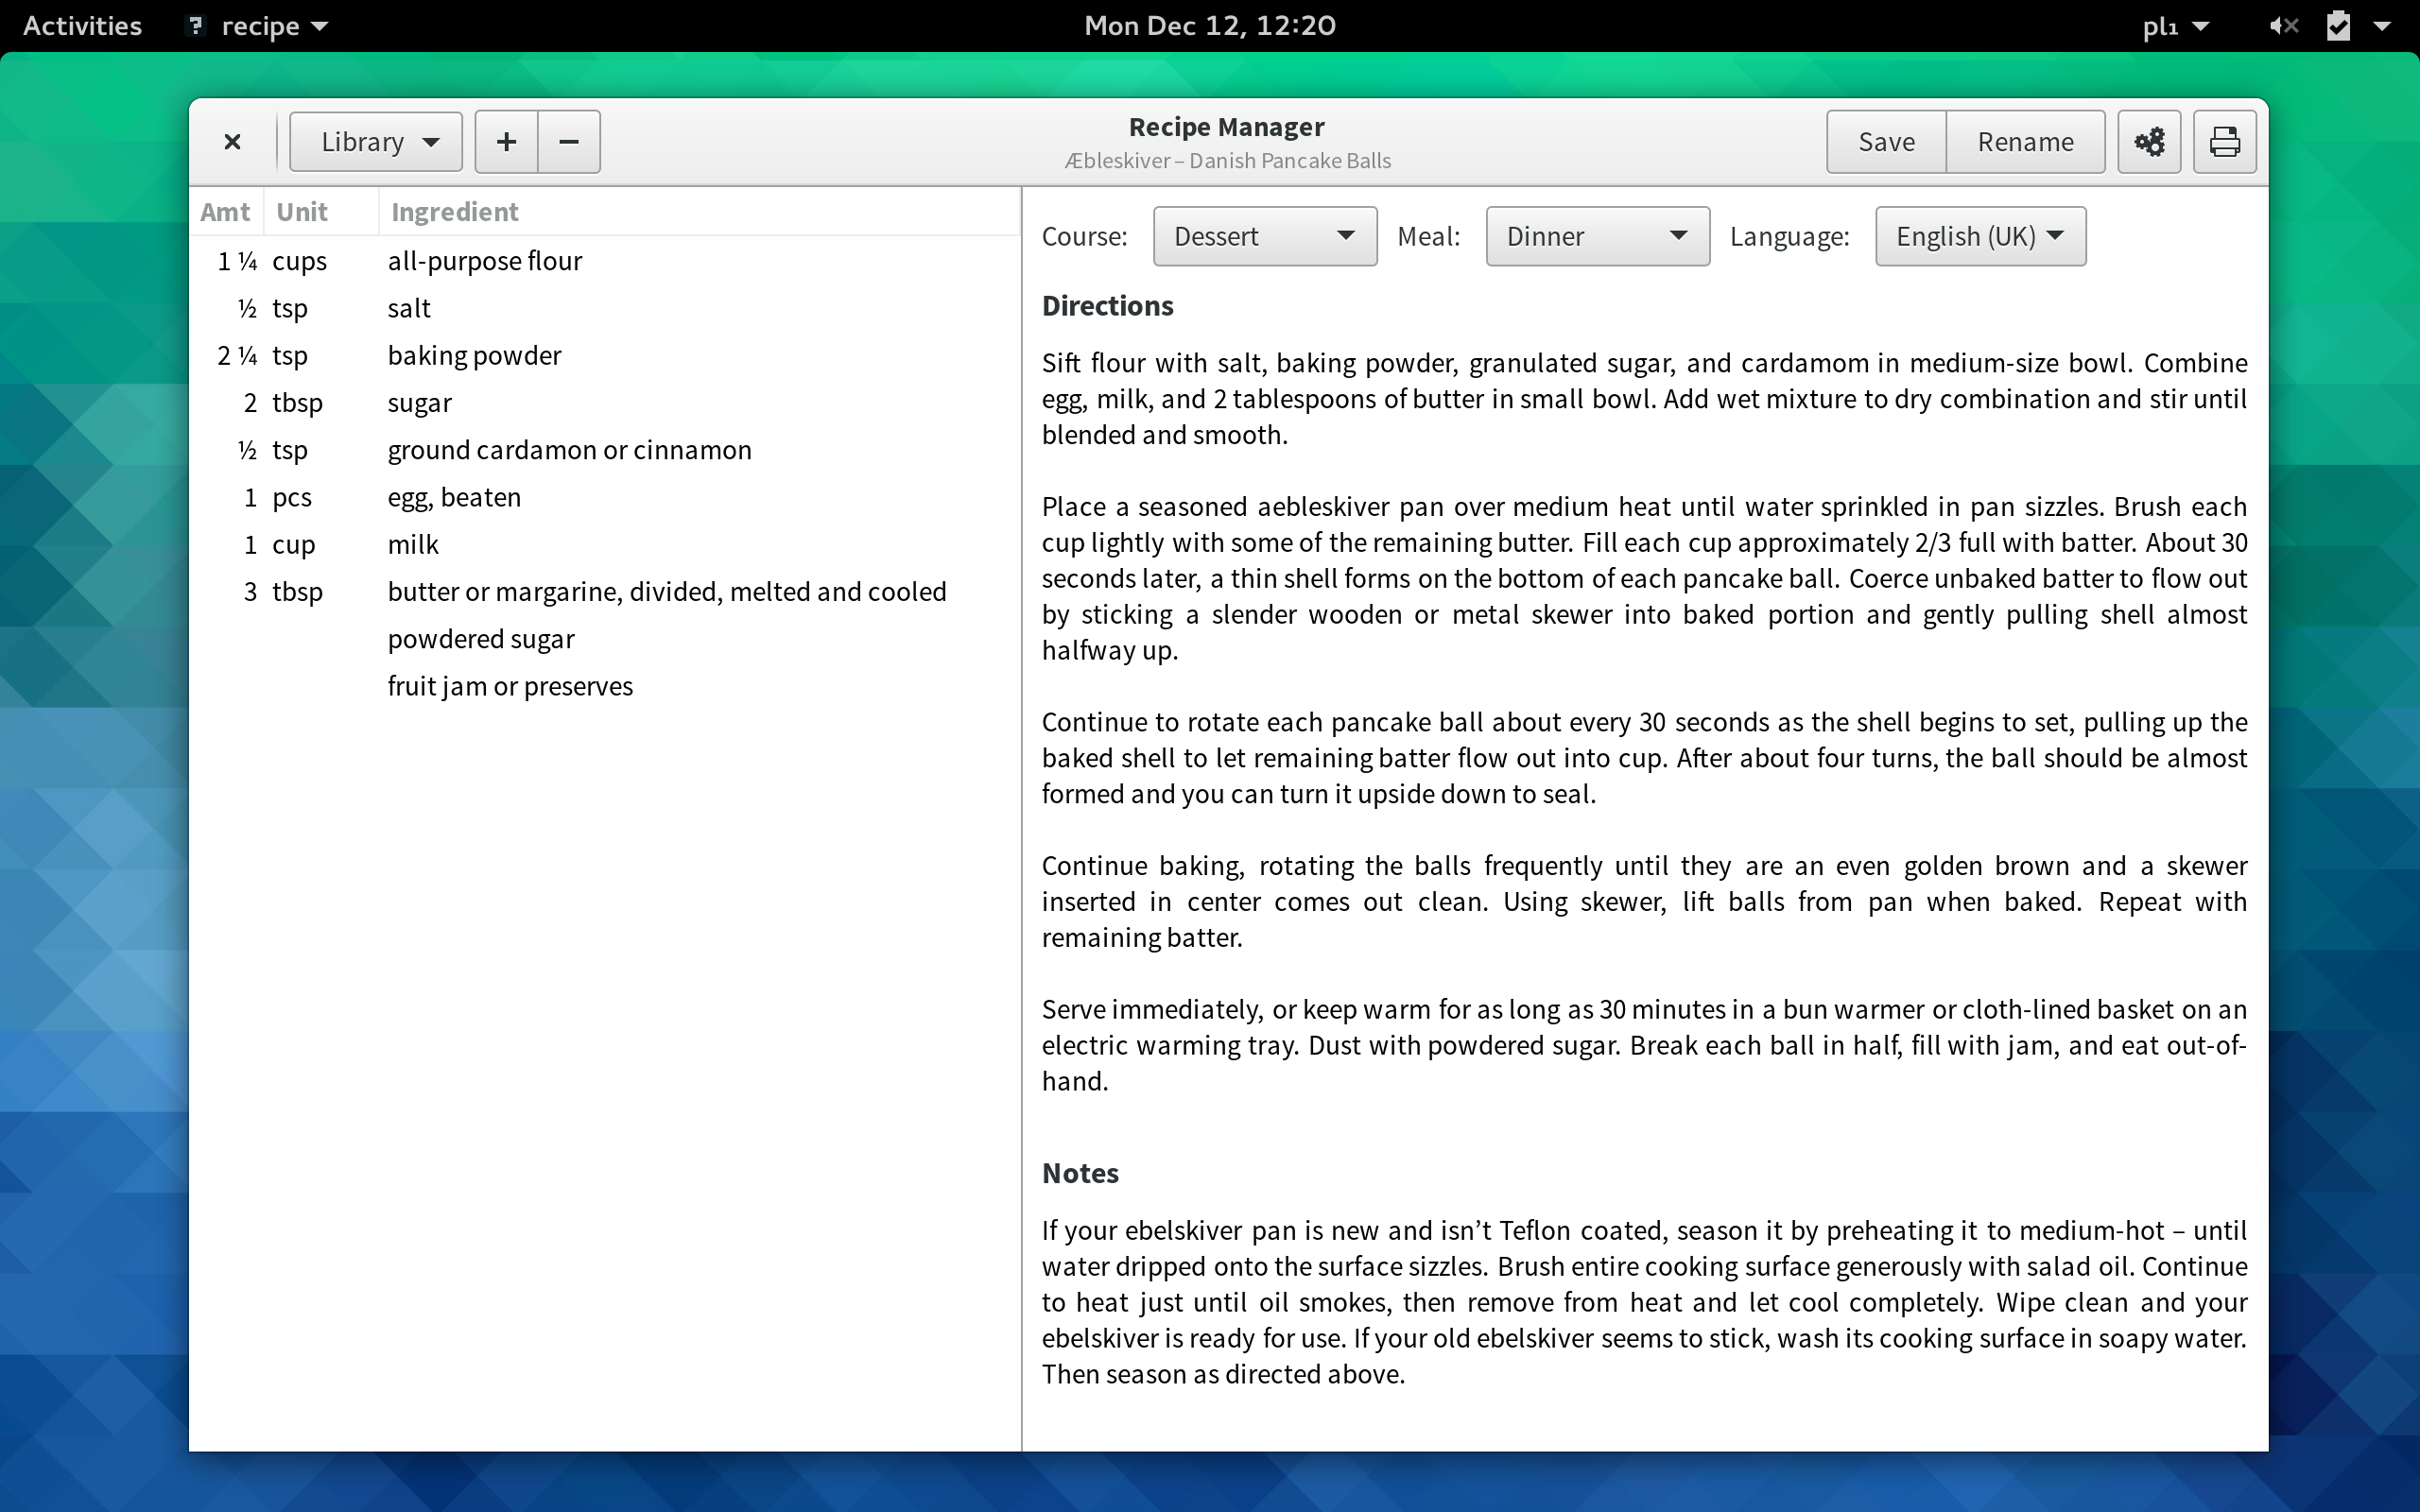 Activities recipe Mon Dec 12, 12:20 pl₁
Library + − Recipe Manager Save Rename
Æbleskiver – Danish Pancake Balls
Amt Unit Ingredient
1 ¼ cups all-purpose flour
½ tsp salt
2 ¼ tsp baking powder
2 tbsp sugar
½ tsp ground cardamon or cinnamon
1 pcs egg, beaten
1 cup milk
3 tbsp butter or margarine, divided, melted and cooled
powdered sugar
fruit jam or preserves
Course: Dessert Meal: Dinner Language: English (UK)
Directions
Sift flour with salt, baking powder, granulated sugar, and cardamom in medium-size bowl. Combine
egg, milk, and 2 tablespoons of butter in small bowl. Add wet mixture to dry combination and stir until
blended and smooth.
Place a seasoned aebleskiver pan over medium heat until water sprinkled in pan sizzles. Brush each
cup lightly with some of the remaining butter. Fill each cup approximately 2/3 full with batter. About 30
seconds later, a thin shell forms on the bottom of each pancake ball. Coerce unbaked batter to flow out
by sticking a slender wooden or metal skewer into baked portion and gently pulling shell almost
halfway up.
Continue to rotate each pancake ball about every 30 seconds as the shell begins to set, pulling up the
baked shell to let remaining batter flow out into cup. After about four turns, the ball should be almost
formed and you can turn it upside down to seal.
Continue baking, rotating the balls frequently until they are an even golden brown and a skewer
inserted in center comes out clean. Using skewer, lift balls from pan when baked. Repeat with
remaining batter.
Serve immediately, or keep warm for as long as 30 minutes in a bun warmer or cloth-lined basket on an
electric warming tray. Dust with powdered sugar. Break each ball in half, fill with jam, and eat out-of-
hand.
Notes
If your ebelskiver pan is new and isn’t Teflon coated, season it by preheating it to medium-hot – until
water dripped onto the surface sizzles. Brush entire cooking surface generously with salad oil. Continue
to heat just until oil smokes, then remove from heat and let cool completely. Wipe clean and your
ebelskiver is ready for use. If your old ebelskiver seems to stick, wash its cooking surface in soapy water.
Then season as directed above.